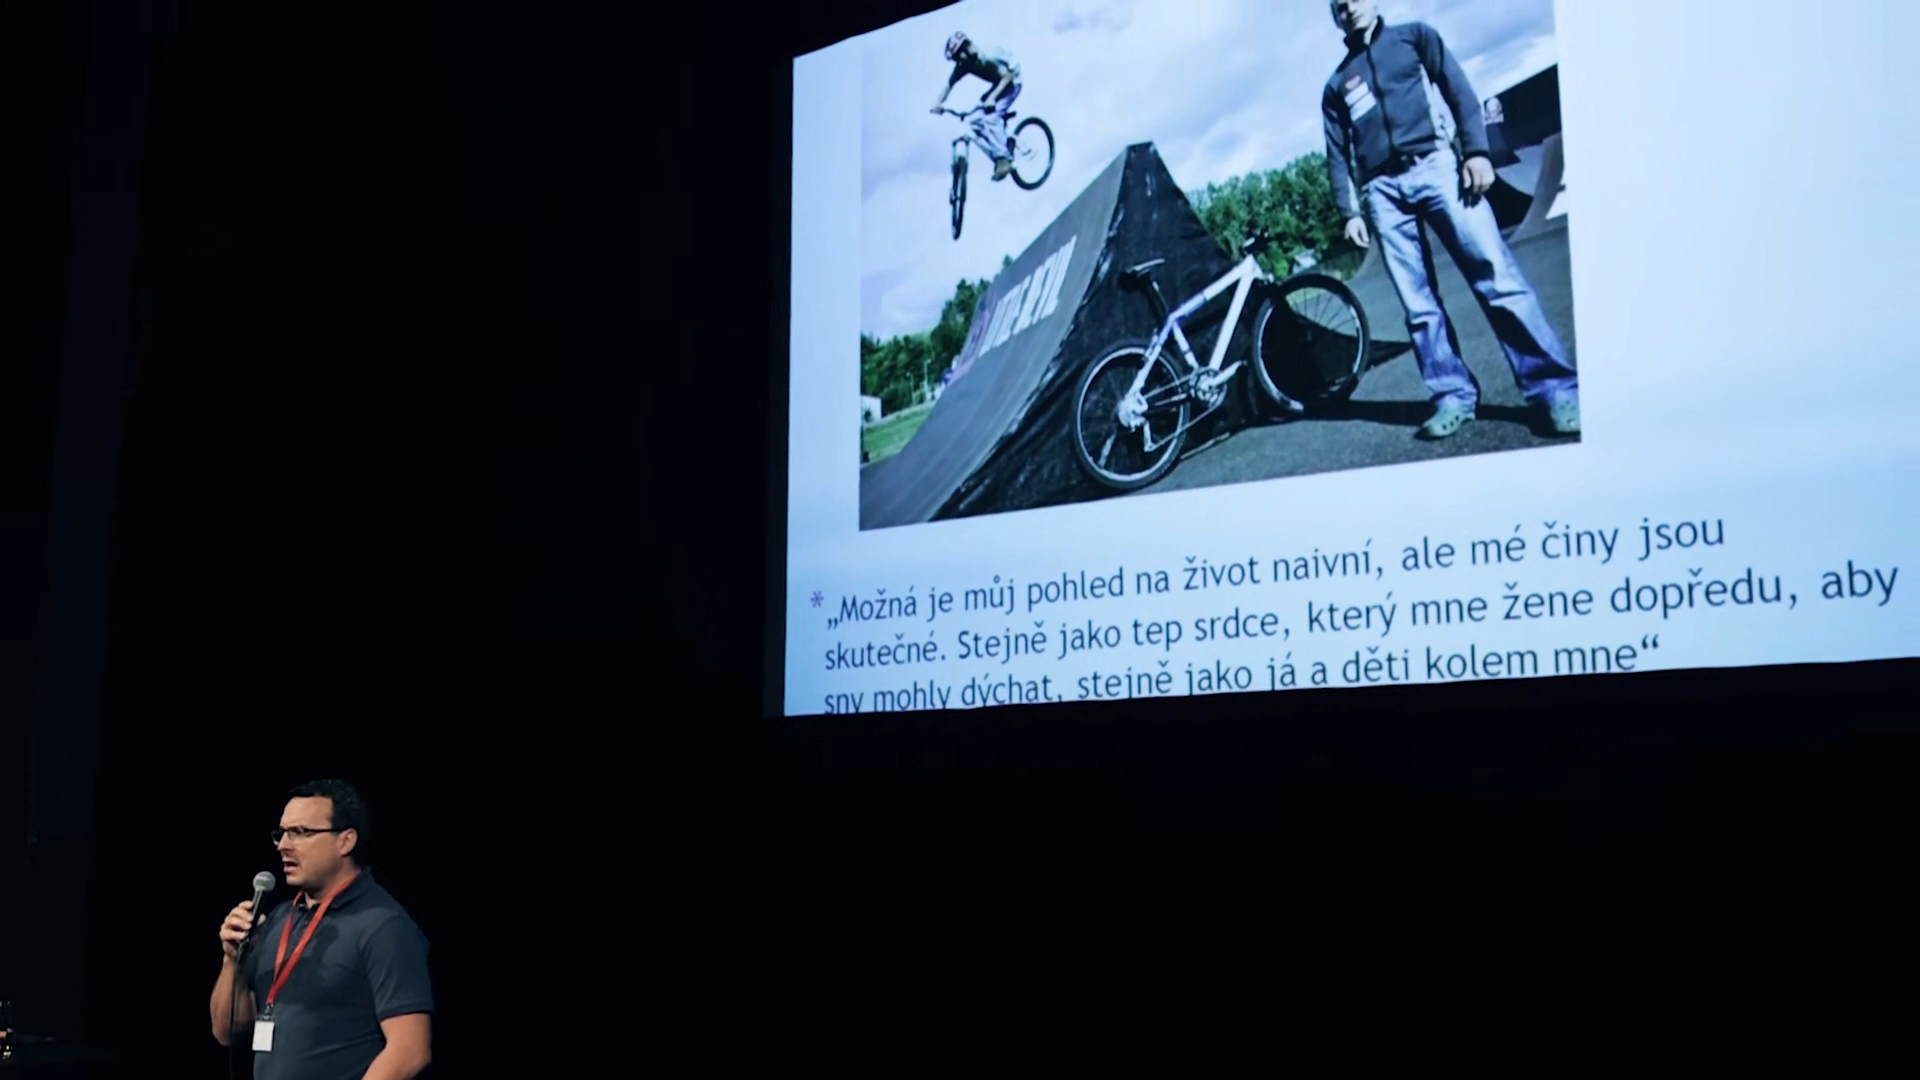 * „Možná je můj pohled na život naivní, ale mé činy jsou
skutečné. Stejně jako tep srdce, který mne žene dopředu, aby
sny mohly dýchat, stejně jako já a děti kolem mne“